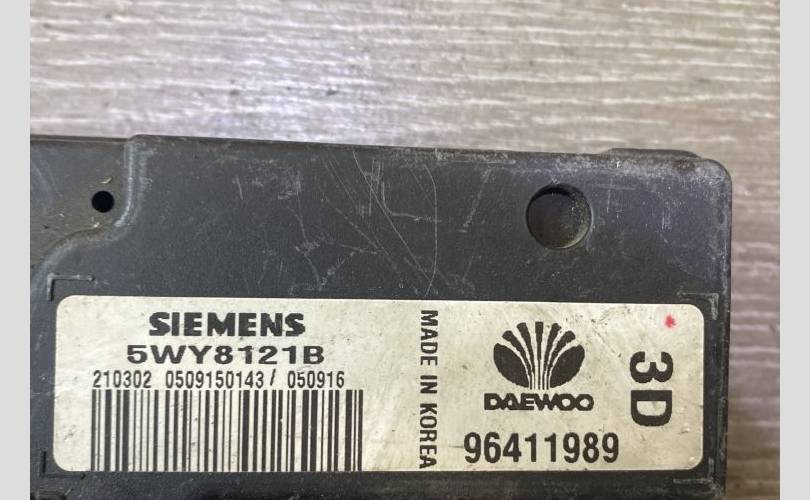 SIEMENS
5WY8121B
210302 0509150143 / 050916
MADE IN KOREA
DAEWOO
96411989
3D